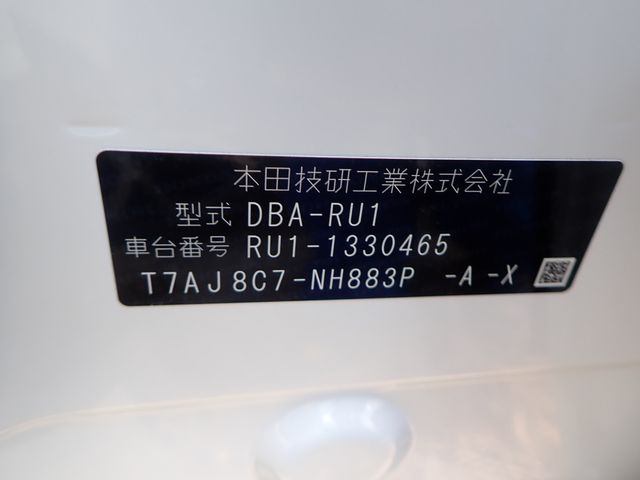 本田技研工業株式会社
型式 DBA-RU1
車台番号 RU1-1330465
T7AJ8C7-NH883P -A -X